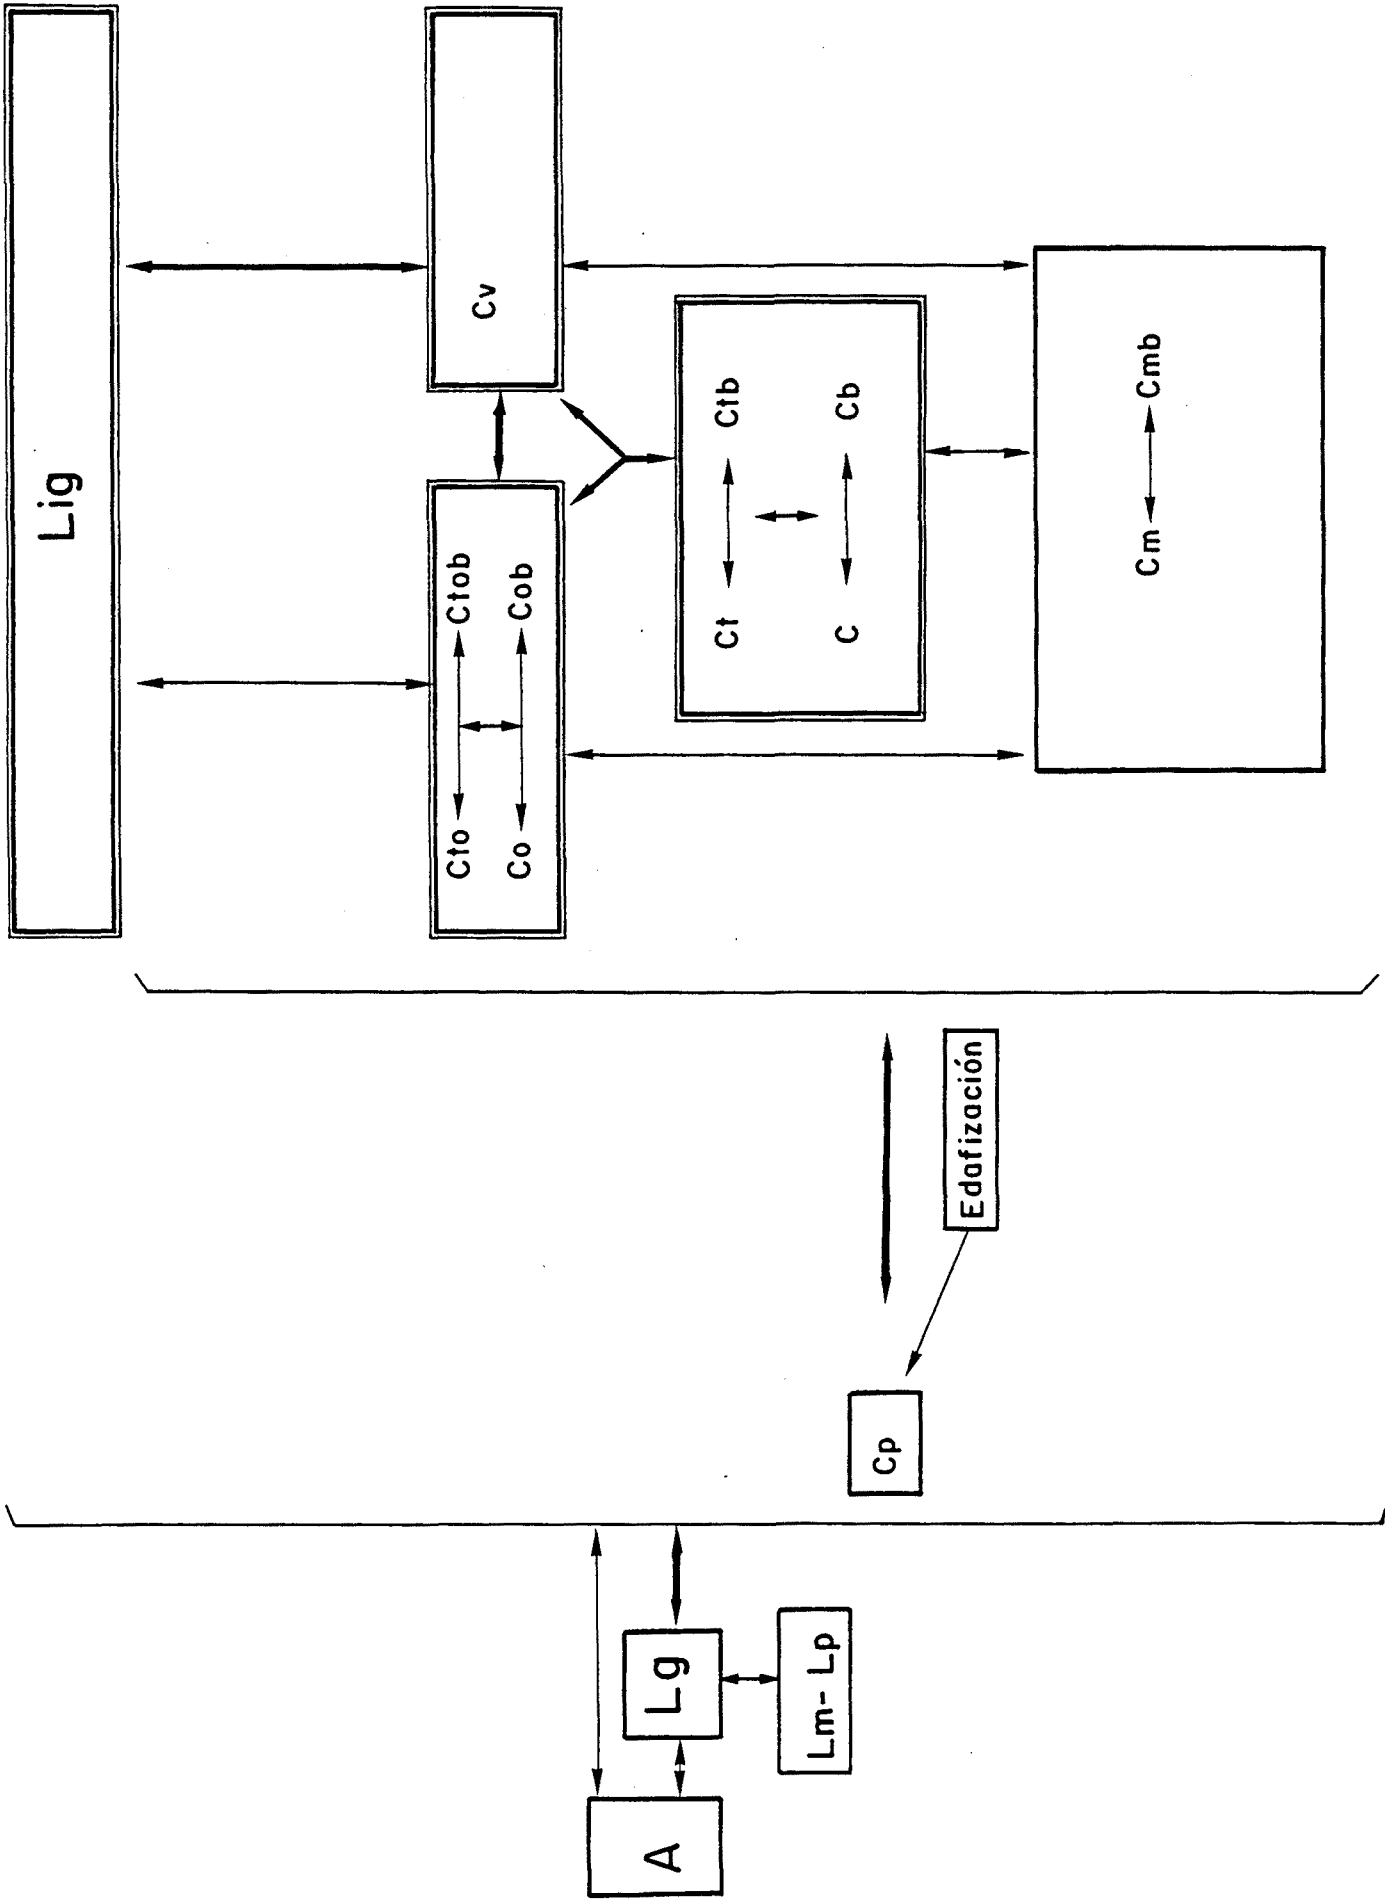 Lig
Cto Ctob
Cv
Co Cob
A
Lg
Ct Ctb
Lm-Lp
C Cb
Cp
Edafización
Cm Cmb